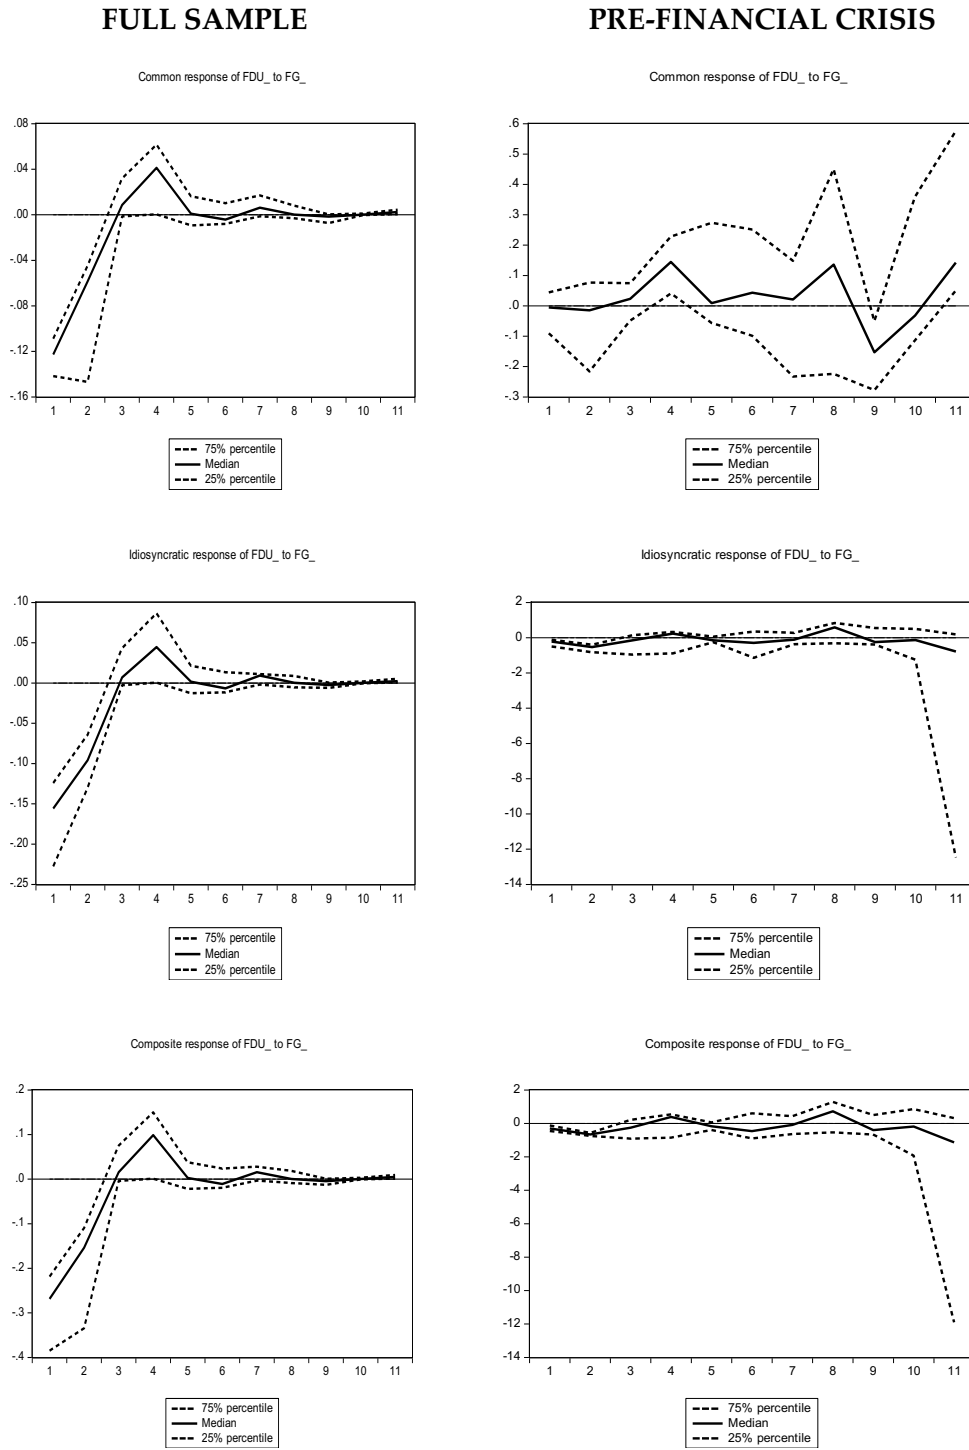 FULL SAMPLE
PRE-FINANCIAL CRISIS
Common response of FDU_ to FG_
.08
.04
.00
-.04
-.08
-.12
-.16
1 2 3 4 5 6 7 8 9 10 11
75% percentile
Median
25% percentile
Common response of FDU_ to FG_
.6
.5
.4
.3
.2
.1
.0
-.1
-.2
-.3
1 2 3 4 5 6 7 8 9 10 11
75% percentile
Median
25% percentile
Idiosyncratic response of FDU_ to FG_
.10
.05
.00
-.05
-.10
-.15
-.20
-.25
1 2 3 4 5 6 7 8 9 10 11
75% percentile
Median
25% percentile
Idiosyncratic response of FDU_ to FG_
2
0
-2
-4
-6
-8
-10
-12
-14
1 2 3 4 5 6 7 8 9 10 11
75% percentile
Median
25% percentile
Composite response of FDU_ to FG_
.2
.1
.0
-.1
-.2
-.3
-.4
1 2 3 4 5 6 7 8 9 10 11
75% percentile
Median
25% percentile
Composite response of FDU_ to FG_
2
0
-2
-4
-6
-8
-10
-12
-14
1 2 3 4 5 6 7 8 9 10 11
75% percentile
Median
25% percentile